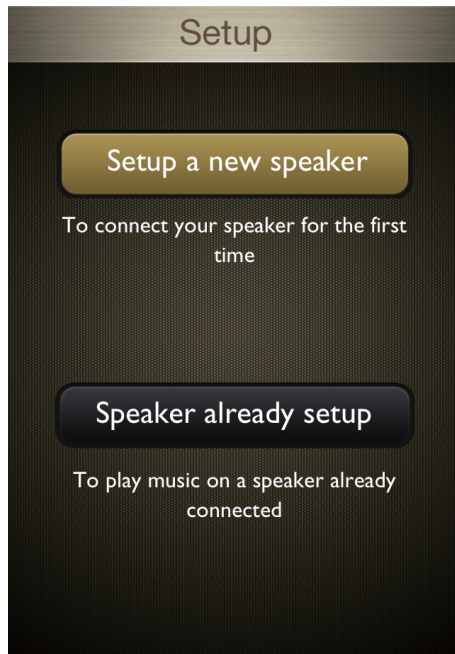 Setup
Setup a new speaker
To connect your speaker for the first
time
Speaker already setup
To play music on a speaker already
connected